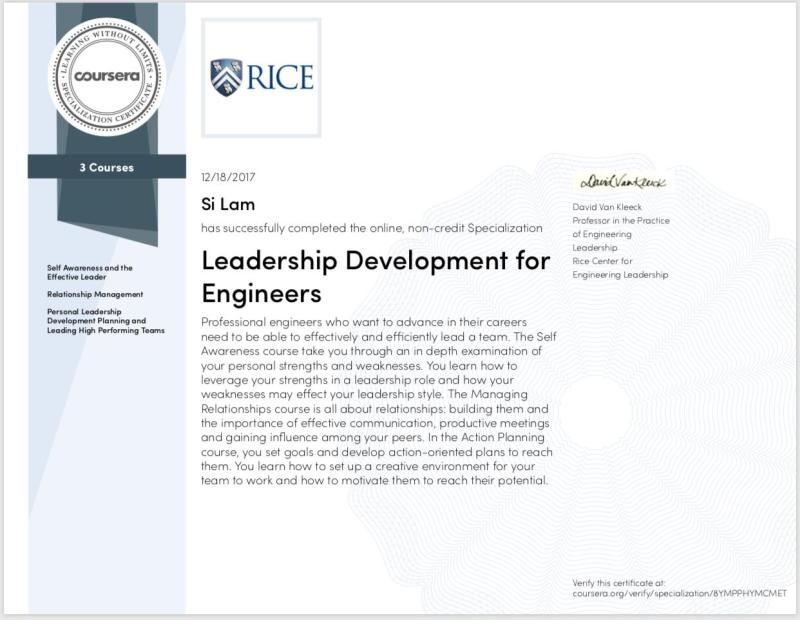 LEARNING WITHOUT LIMITS
coursera
SPECIALIZATION CERTIFICATE
3 Courses
Self Awareness and the
Effective Leader
Relationship Management
Personal Leadership
Development Planning and
Leading High Performing Teams
RICE
12/18/2017
Si Lam
has successfully completed the online, non-credit Specialization
Leadership Development for
Engineers
Professional engineers who want to advance in their careers
need to be able to effectively and efficiently lead a team. The Self
Awareness course take you through an in depth examination of
your personal strengths and weaknesses. You learn how to
leverage your strengths in a leadership role and how your
weaknesses may effect your leadership style. The Managing
Relationships course is all about relationships: building them and
the importance of effective communication, productive meetings
and gaining influence among your peers. In the Action Planning
course, you set goals and develop action-oriented plans to reach
them. You learn how to set up a creative environment for your
team to work and how to motivate them to reach their potential.
David Van Kleeck
David Van Kleeck
Professor in the Practice
of Engineering
Leadership
Rice Center for
Engineering Leadership
Verify this certificate at:
coursera.org/verify/specialization/8YMPPHYMCMET